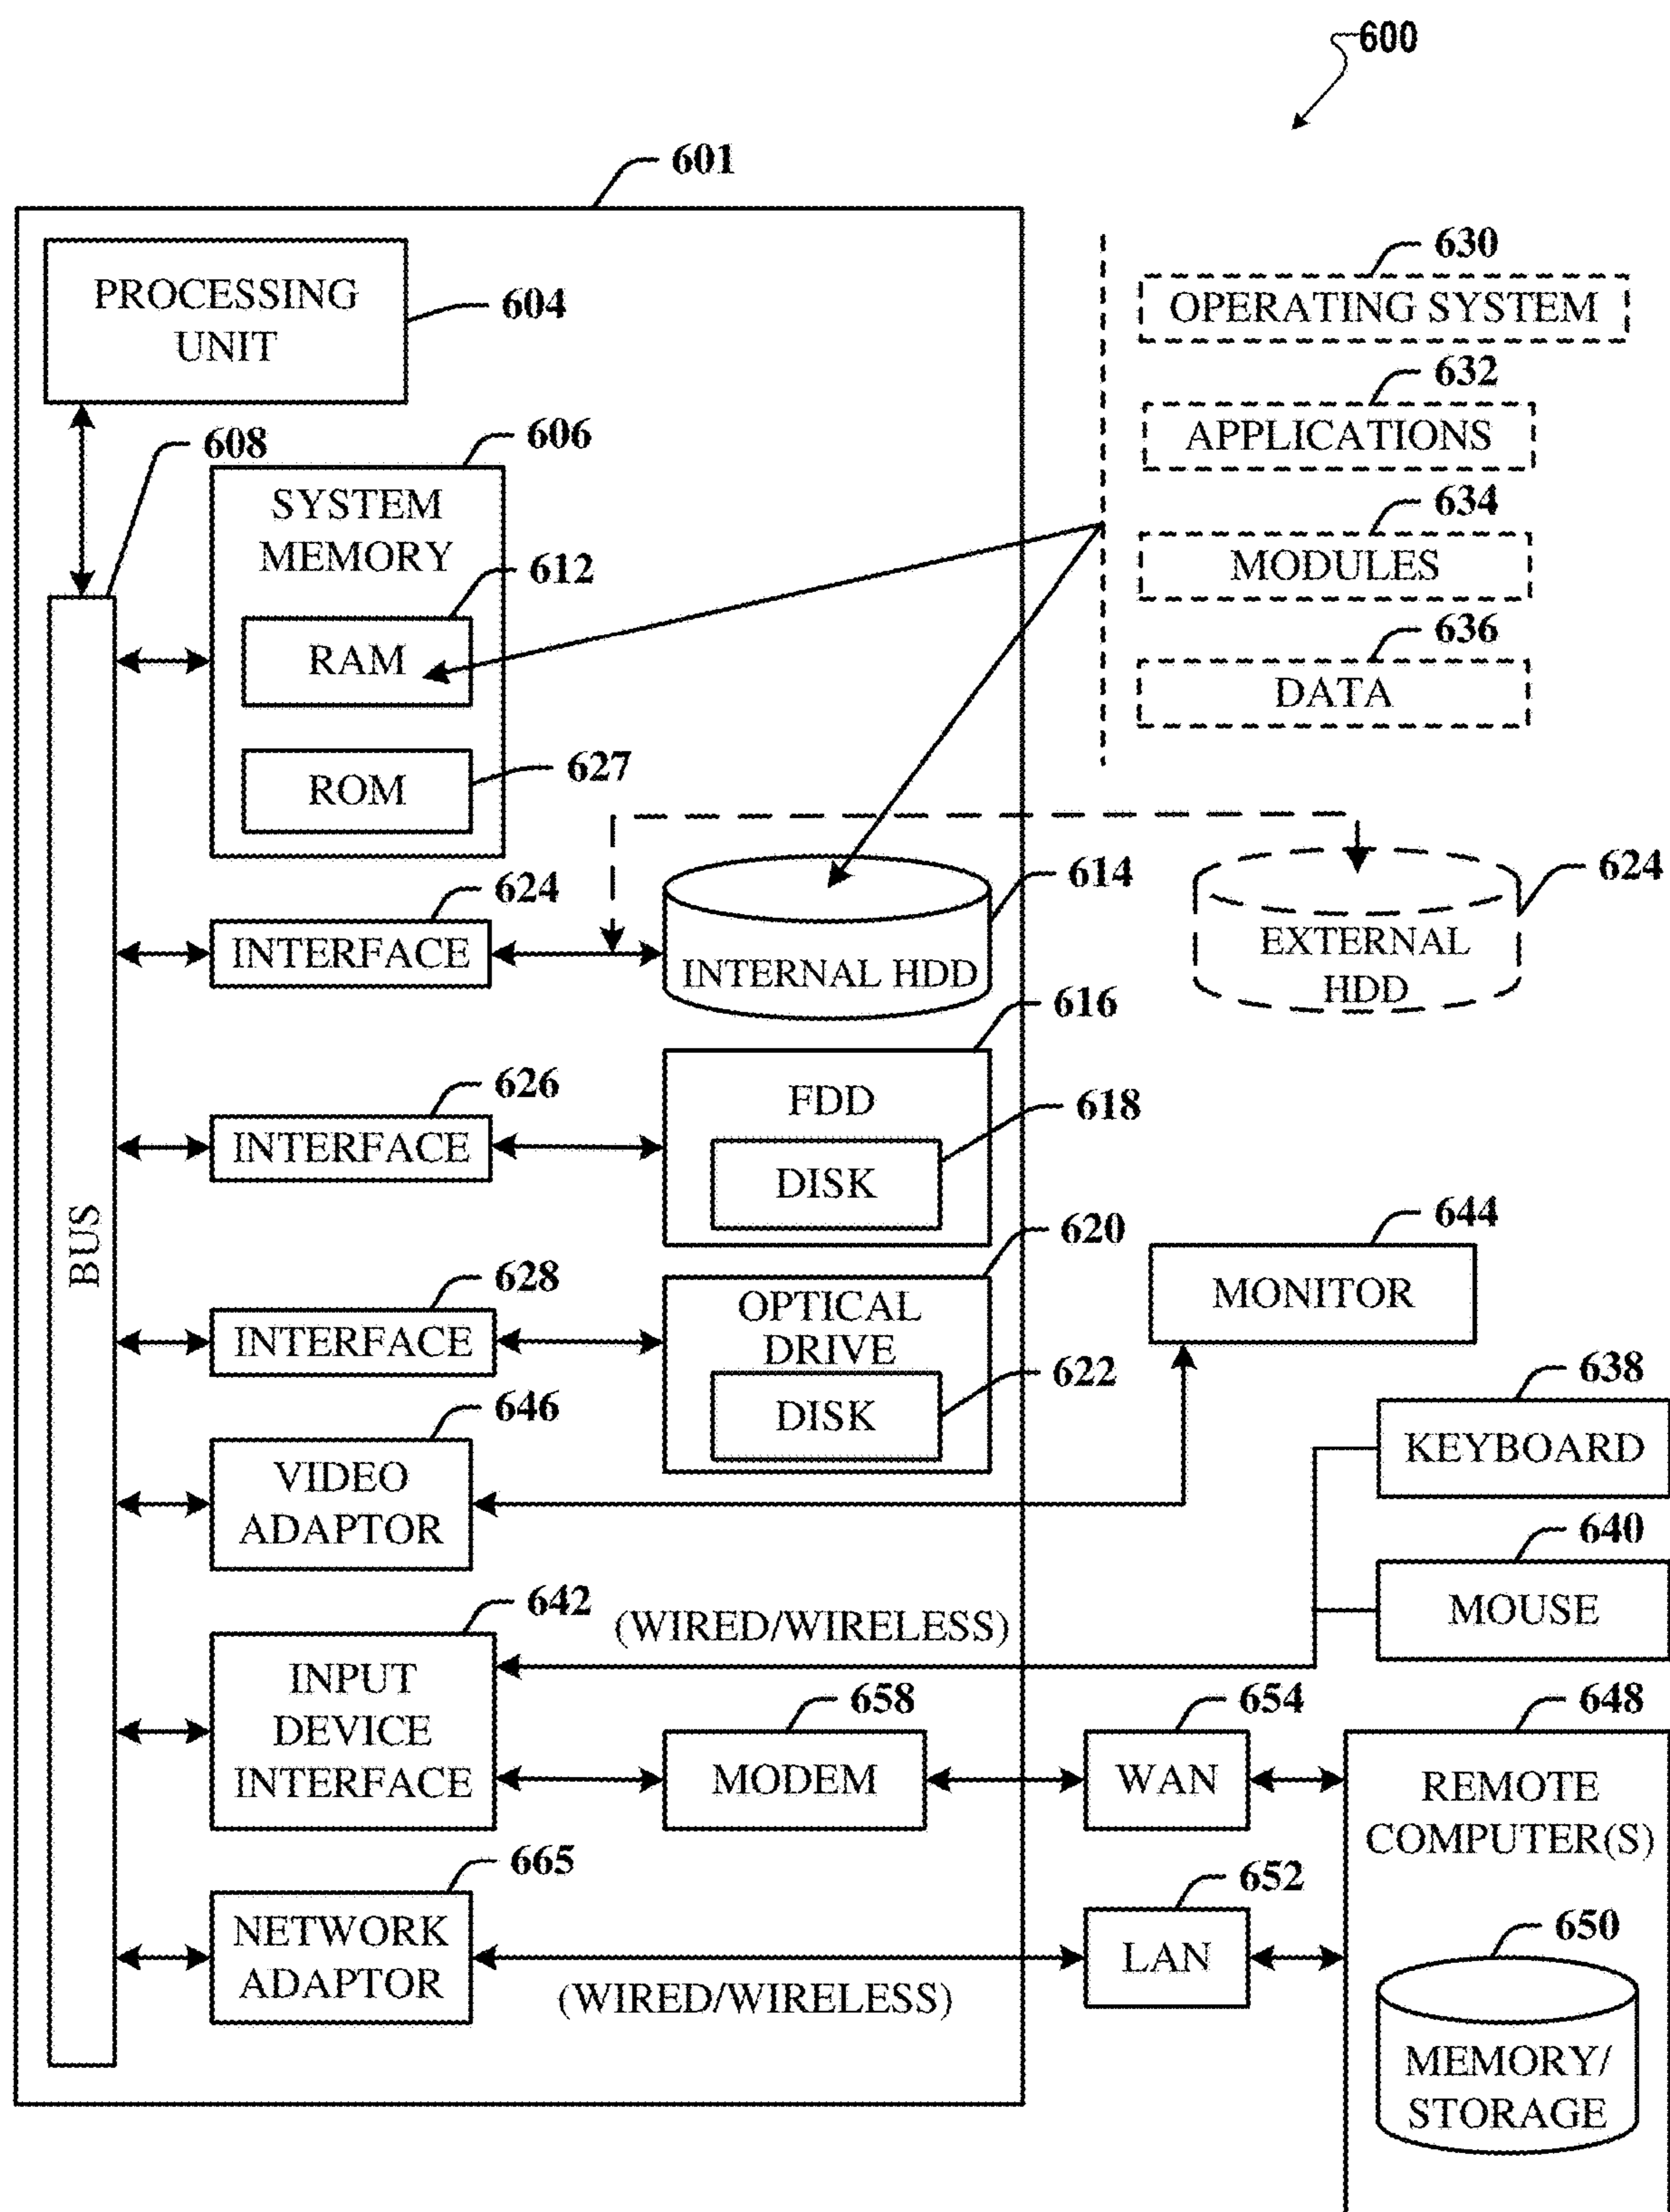 600
601
PROCESSING
UNIT
604
608
606
SYSTEM
MEMORY
612
RAM
ROM
627
630
OPERATING SYSTEM
632
APPLICATIONS
634
MODULES
636
DATA
624
INTERFACE
614
INTERNAL HDD
624
EXTERNAL
HDD
616
626
INTERFACE
FDD
618
DISK
BUS
620
628
INTERFACE
OPTICAL
DRIVE
622
DISK
644
MONITOR
646
VIDEO
ADAPTOR
638
KEYBOARD
640
MOUSE
642
(WIRED/WIRELESS)
INPUT
DEVICE
INTERFACE
658
MODEM
654
WAN
648
REMOTE
COMPUTER(S)
665
NETWORK
ADAPTOR
(WIRED/WIRELESS)
652
LAN
650
MEMORY/
STORAGE